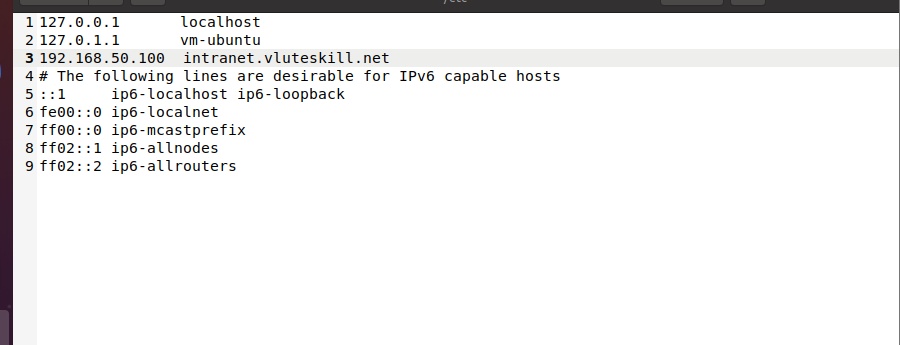 1 127.0.0.1       localhost
2 127.0.1.1       vm-ubuntu
3 192.168.50.100  intranet.vluteskill.net
4 # The following lines are desirable for IPv6 capable hosts
5 ::1     ip6-localhost ip6-loopback
6 fe00::0 ip6-localnet
7 ff00::0 ip6-mcastprefix
8 ff02::1 ip6-allnodes
9 ff02::2 ip6-allrouters